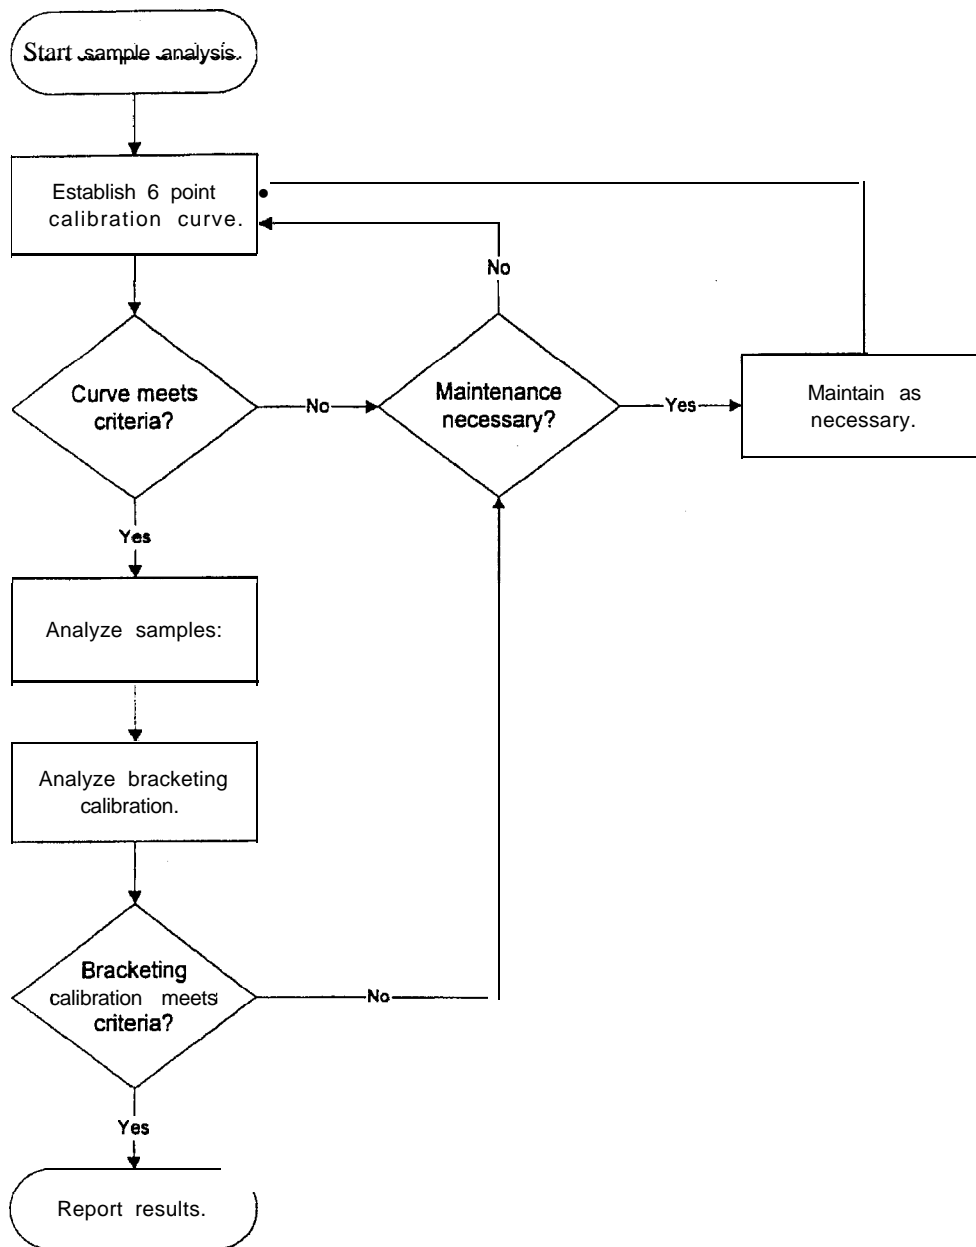 Start sample analysis.
Establish 6 point
calibration curve.
No
Curve meets
criteria?
No
Maintenance
necessary?
Yes
Maintain as
necessary.
Yes
Analyze samples:
Analyze bracketing
calibration.
Bracketing
calibration meets
criteria?
No
Yes
Report results.